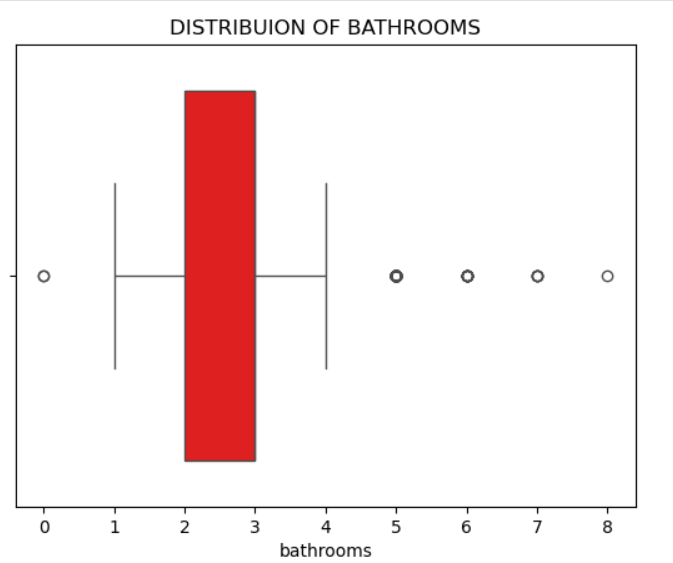 DISTRIBUION OF BATHROOMS
0 1 2 3 4 5 6 7 8
bathrooms